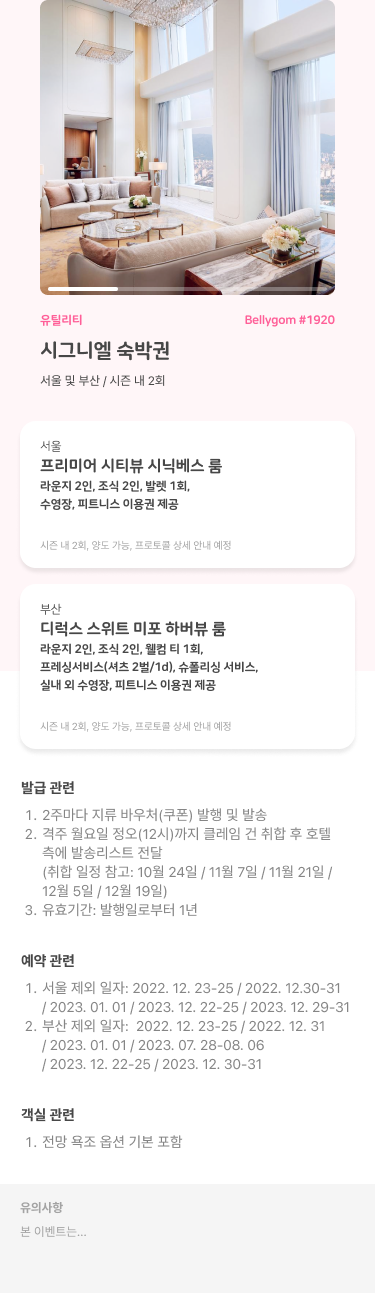 유틸리티
Bellygom #1920
시그니엘 숙박권
서울 및 부산 / 시즌 내 2회
서울
프리미어 시티뷰 시닉베스 룸
라운지 2인, 조식 2인, 발렛 1회,
수영장, 피트니스 이용권 제공
시즌 내 2회, 양도 가능, 프로토콜 상세 안내 예정
부산
디럭스 스위트 미포 하버뷰 룸
라운지 2인, 조식 2인, 웰컴 티 1회,
프레싱서비스(셔츠 2벌/1d), 슈폴리싱 서비스,
실내 외 수영장, 피트니스 이용권 제공
시즌 내 2회, 양도 가능, 프로토콜 상세 안내 예정
발급 관련
1. 2주마다 지류 바우처(쿠폰) 발행 및 발송
2. 격주 월요일 정오(12시)까지 클레임 건 취합 후 호텔
측에 발송리스트 전달
(취합 일정 참고: 10월 24일 / 11월 7일 / 11월 21일 /
12월 5일 / 12월 19일)
3. 유효기간: 발행일로부터 1년
예약 관련
1. 서울 제외 일자: 2022. 12. 23-25 / 2022. 12.30-31
/ 2023. 01. 01 / 2023. 12. 22-25 / 2023. 12. 29-31
2. 부산 제외 일자: 2022. 12. 23-25 / 2022. 12. 31
/ 2023. 01. 01 / 2023. 07. 28-08. 06
/ 2023. 12. 22-25 / 2023. 12. 30-31
객실 관련
1. 전망 욕조 옵션 기본 포함
유의사항
본 이벤트는...